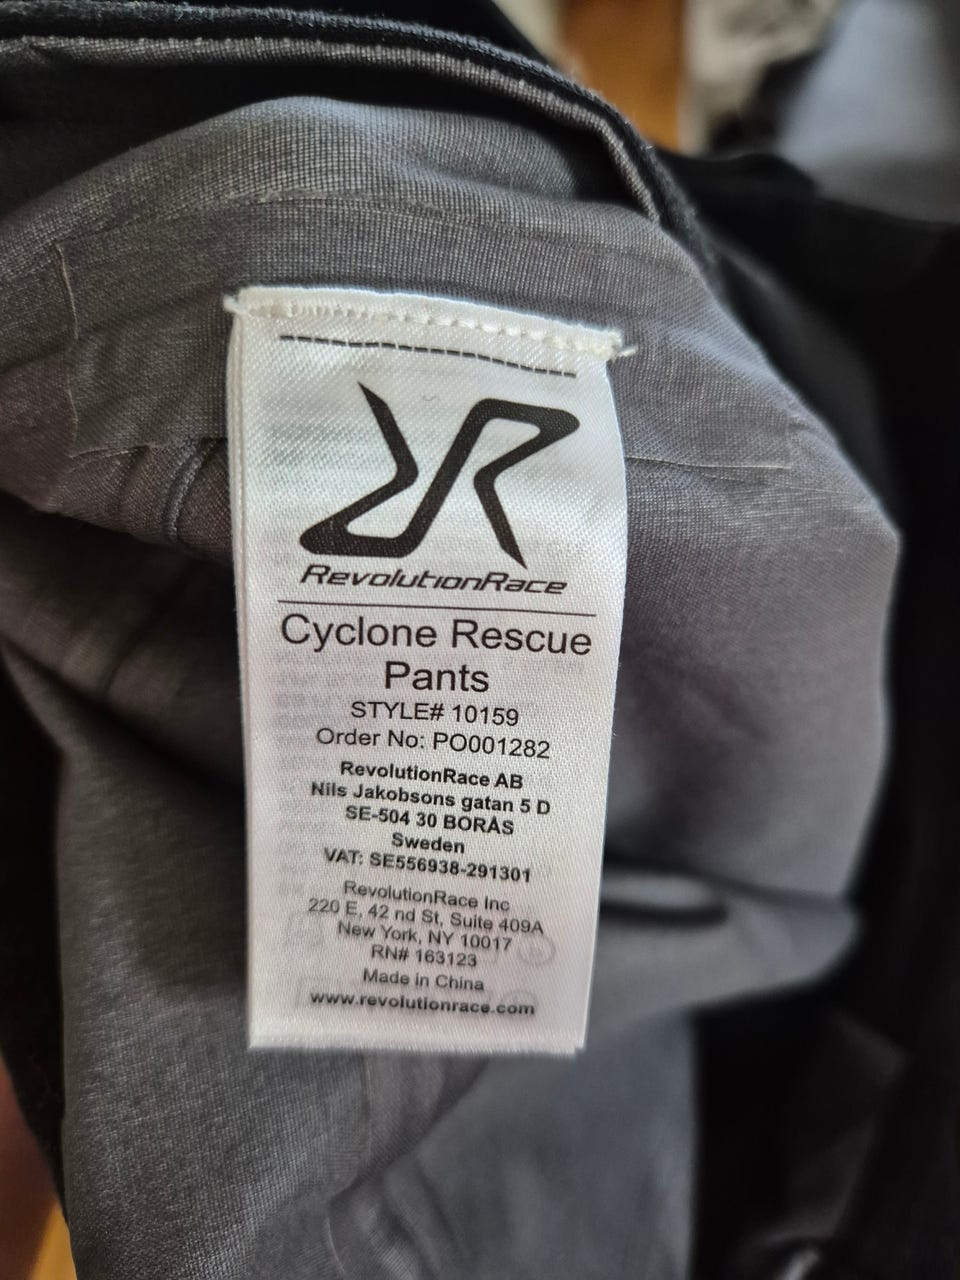 RevolutionRace
Cyclone Rescue
Pants
STYLE# 10159
Order No: PO001282
RevolutionRace AB
Nils Jakobsons gatan 5 D
SE-504 30 BORÅS
Sweden
VAT: SE556938-291301
RevolutionRace Inc
220 E, 42 nd St, Suite 409A
New York, NY 10017
RN# 163123
Made in China
www.revolutionrace.com